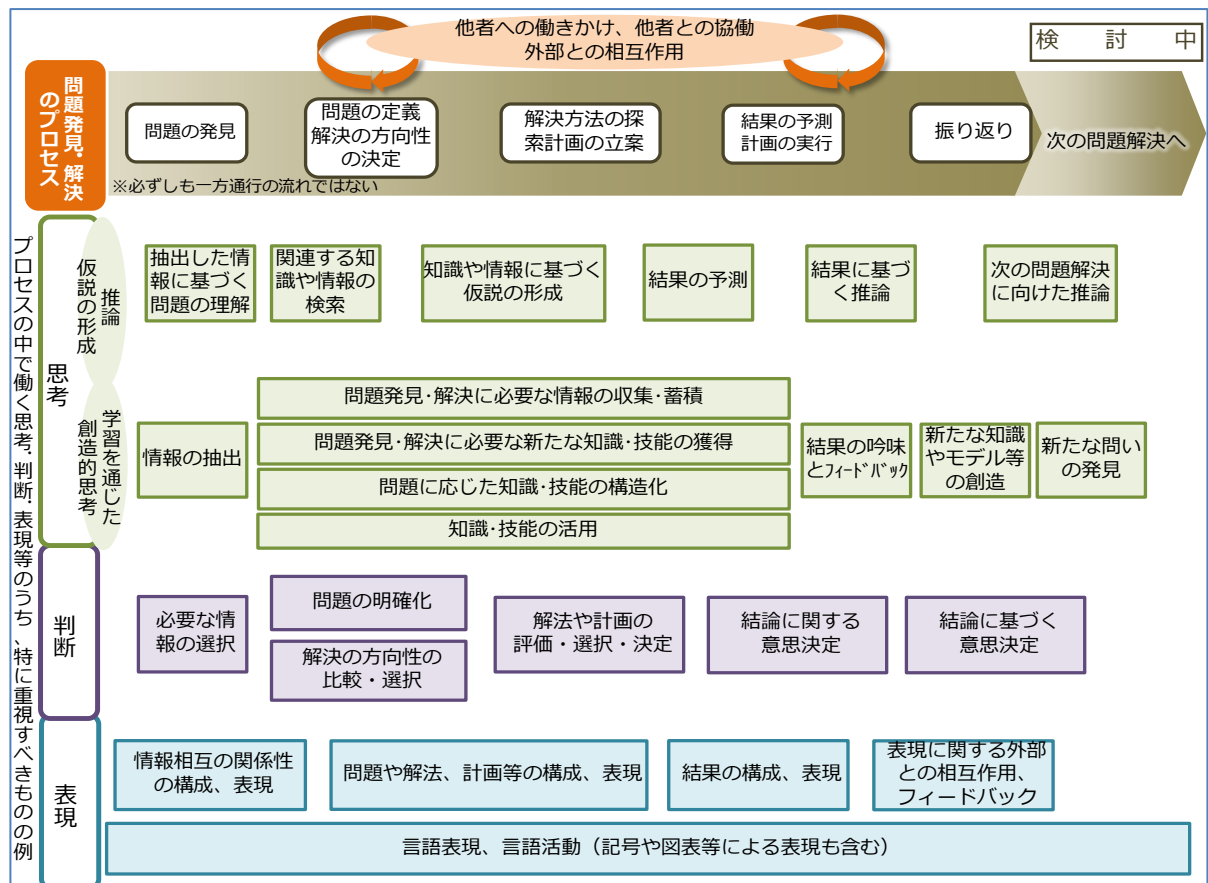 他者への働きかけ、他者との協働
外部との相互作用
検討中
問題発見・解決
のプロセス
問題の発見
問題の定義
解決の方向性
の決定
解決方法の探
索計画の立案
結果の予測
計画の実行
振り返り
次の問題解決へ
※必ずしも一方通行の流れではない
プロセスの中で働く思考・判断・表現等のうち、特に重視すべきものの例
思考
推論
仮説の形成
抽出した情
報に基づく
問題の理解
関連する知
識や情報の
検索
知識や情報に基づく
仮説の形成
結果の予測
結果に基づ
く推論
次の問題解決
に向けた推論
学習を通じた
創造的思考
情報の抽出
問題発見・解決に必要な情報の収集・蓄積
問題発見・解決に必要な新たな知識・技能の獲得
問題に応じた知識・技能の構造化
知識・技能の活用
結果の吟味
とﾌｨｰﾄﾞﾊﾞｯｸ
新たな知識
やモデル等
の創造
新たな問い
の発見
判断
必要な情
報の選択
問題の明確化
解決の方向性の
比較・選択
解法や計画の
評価・選択・決定
結論に関する
意思決定
結論に基づく
意思決定
表現
情報相互の関係性
の構成、表現
問題や解法、計画等の構成、表現
結果の構成、表現
表現に関する外部
との相互作用、
フィードバック
言語表現、言語活動（記号や図表等による表現も含む）